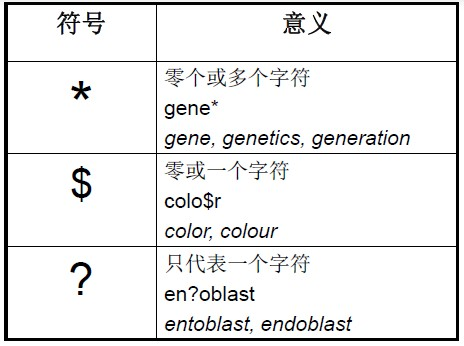 符号 意义
* 零个或多个字符
gene*
gene, genetics, generation
$ 零或一个字符
colo$r
color, colour
? 只代表一个字符
en?oblast
entoblast, endoblast